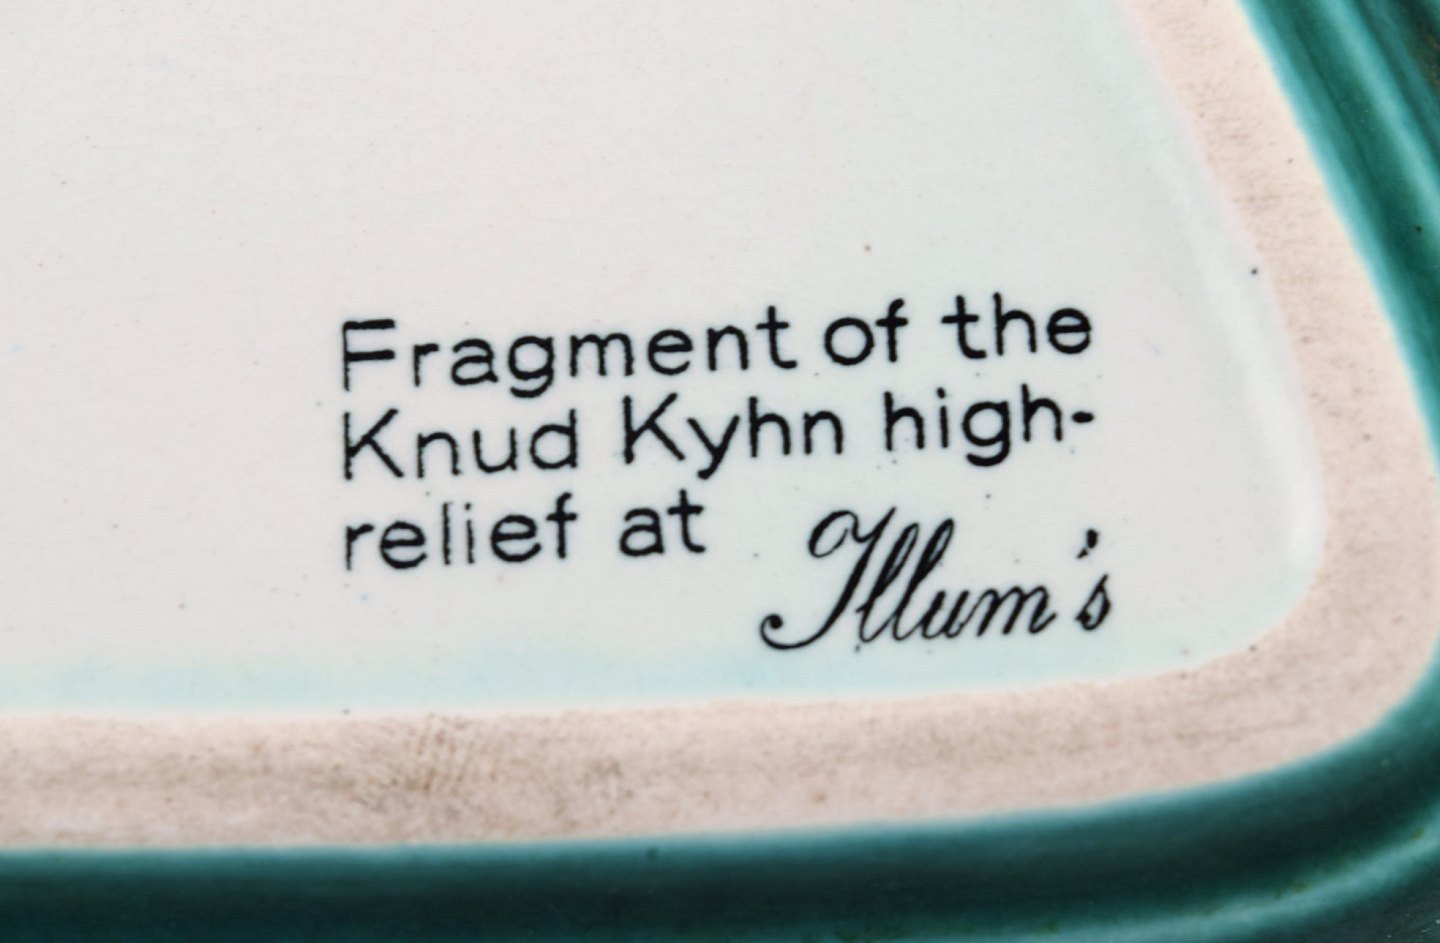 Fragment of the
Knud Kyhn high-
relief at Illum's